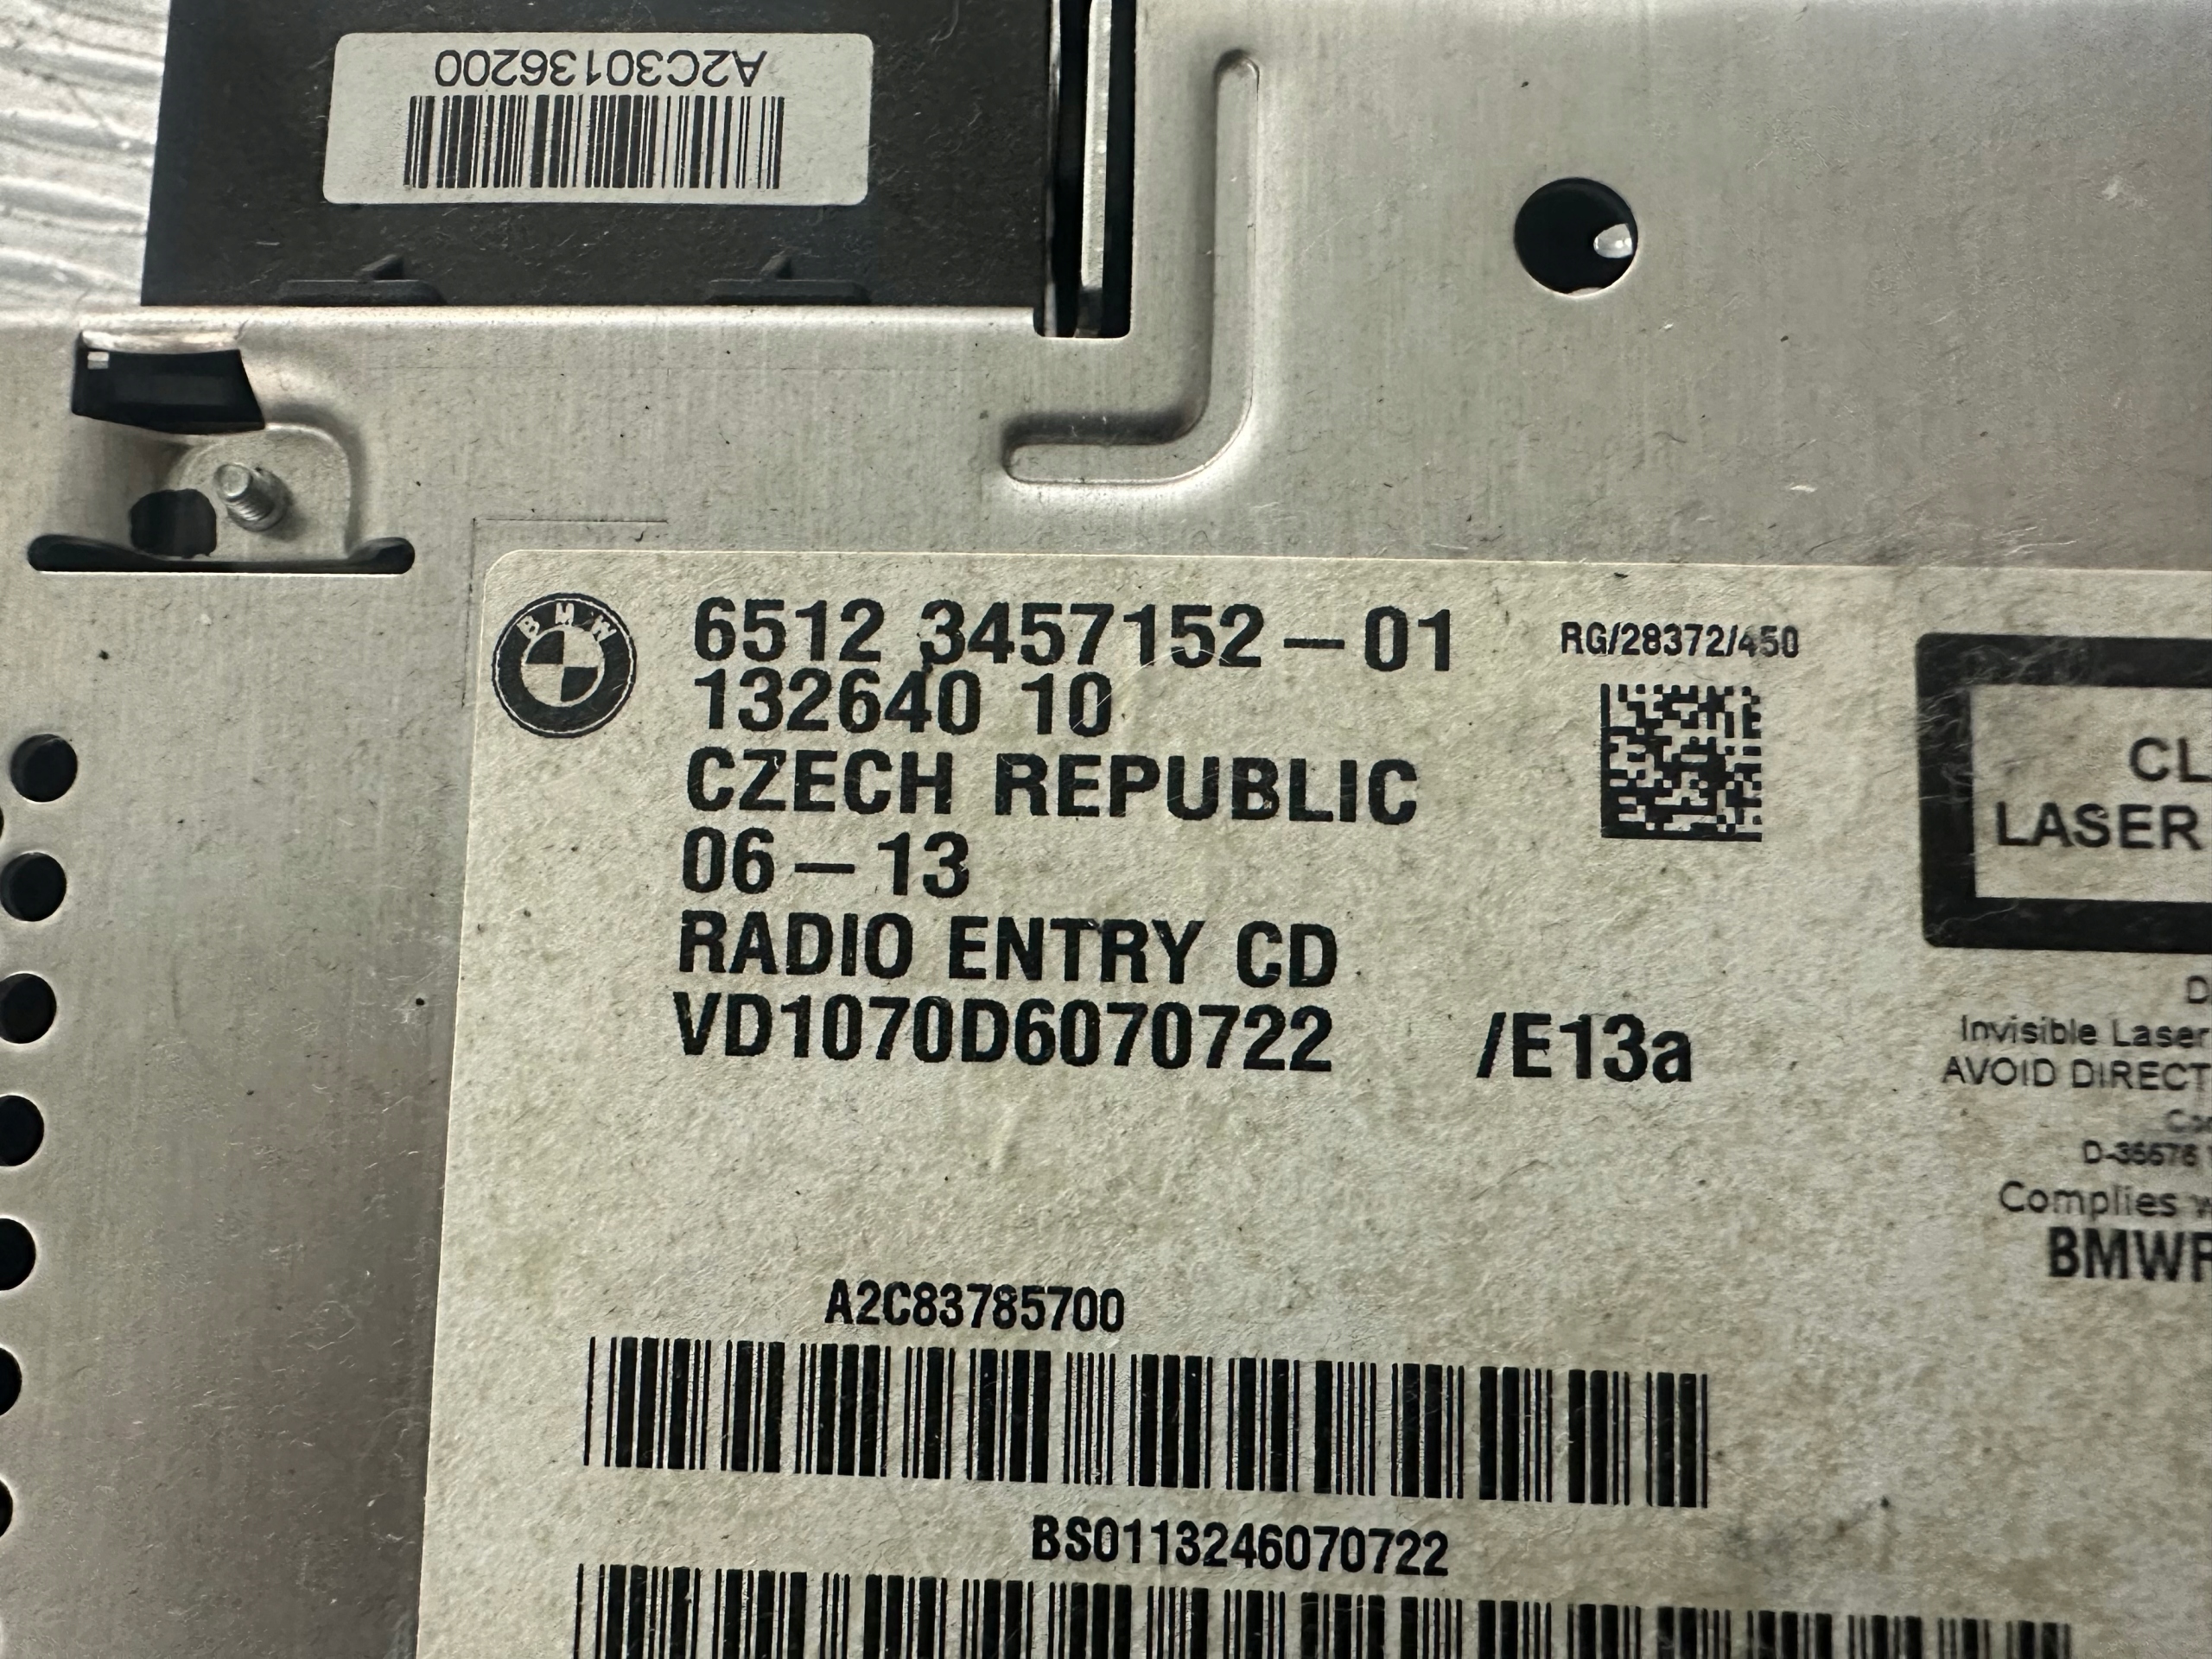 A2C30136200
BMW
6512 3457152-01
RG/28372/450
132640 10
CZECH REPUBLIC
06-13
RADIO ENTRY CD
VD1070D6070722 /E13a
LASER
Invisible Laser
AVOID DIRECT
D-35576
Complies
A2C83785700
BS0113246070722